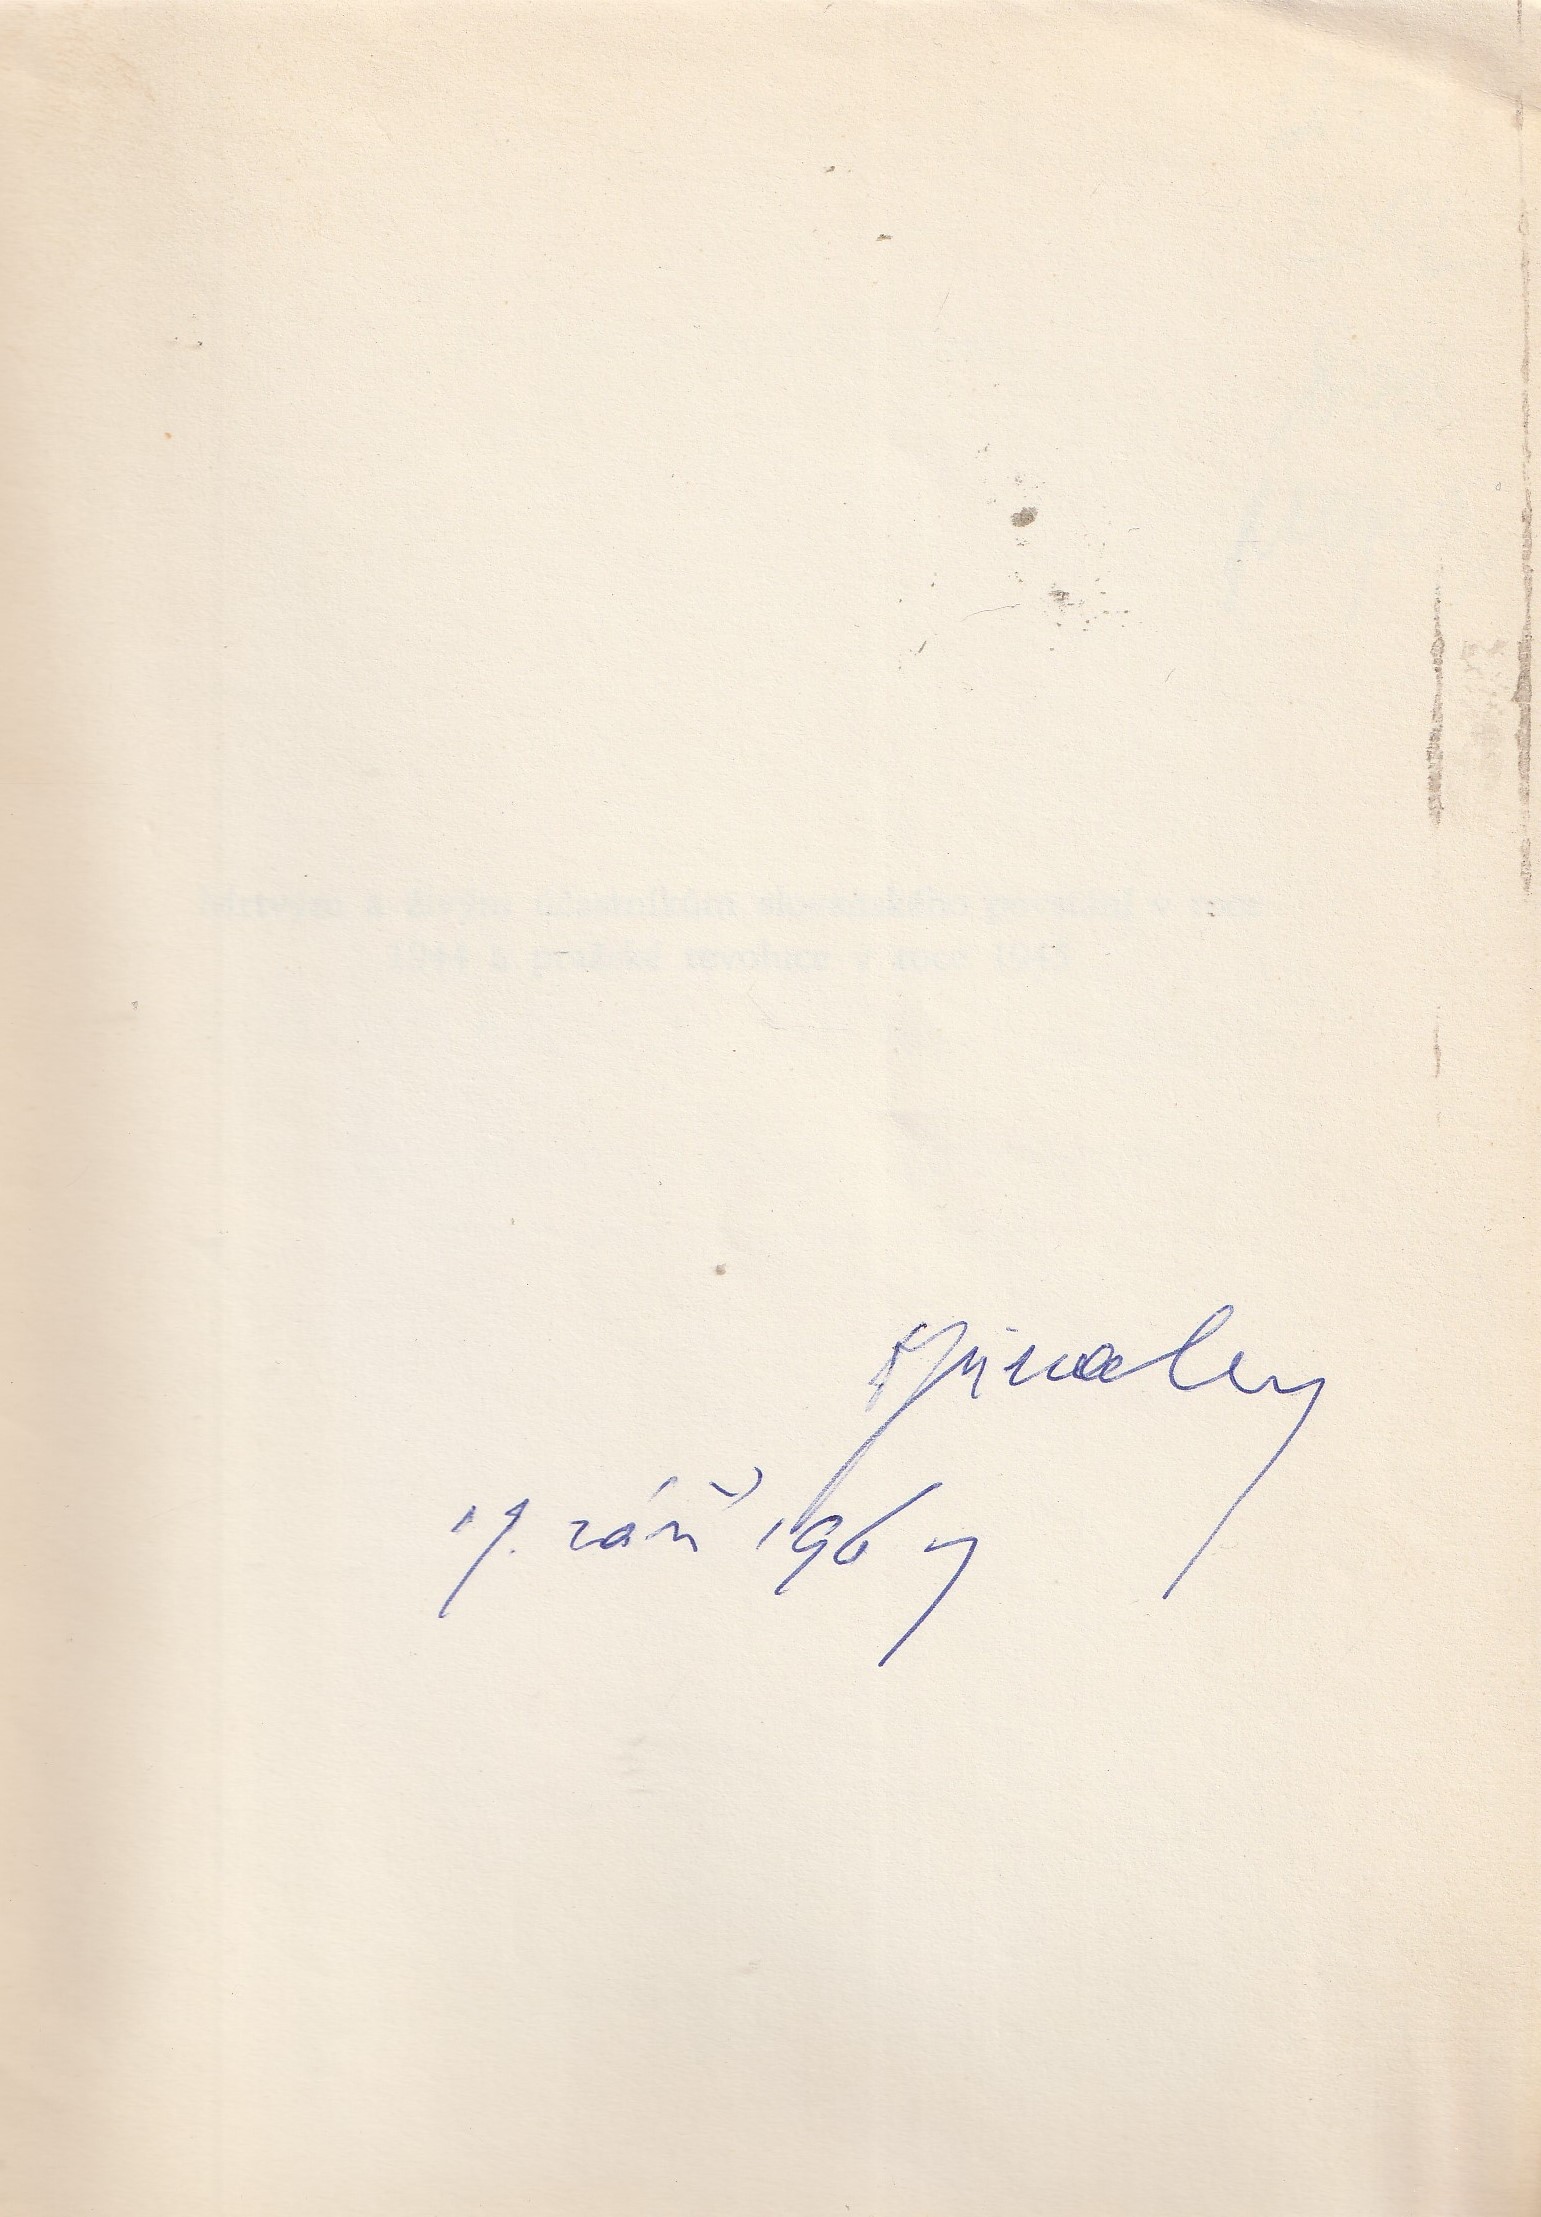 mrtvým a živým účastníkům slovenského povstání v roce
1944 a pražské revoluce v roce 1945
17. září 1967